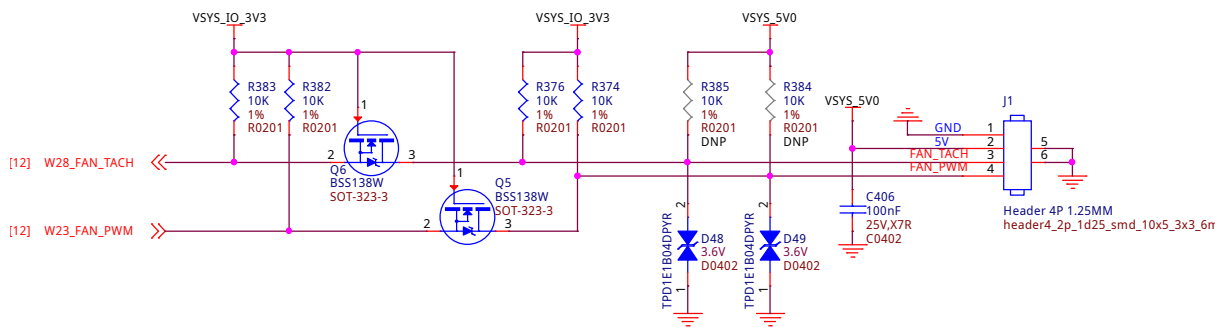 VSYS_IO_3V3
VSYS_IO_3V3
VSYS_5V0
R383
10K
1%
R0201
R382
10K
1%
R0201
R376
10K
1%
R0201
R374
10K
1%
R0201
R385
10K
1%
R0201
DNP
R384
10K
1%
R0201
DNP
VSYS_5V0
J1
GND 1
5V 2
FAN_TACH 3
FAN_PWM 4
5
6
1
[12] W28_FAN_TACH
2
3
Q6
BSS138W
SOT-323-3
1
Q5
BSS138W
SOT-323-3
[12] W23_FAN_PWM
2
3
TPD1E1B04DPYR
2
D48
3.6V
D0402
1
TPD1E1B04DPYR
2
D49
3.6V
D0402
1
C406
100nF
25V,X7R
C0402
Header 4P 1.25MM
header4_2p_1d25_smd_10x5_3x3_6m